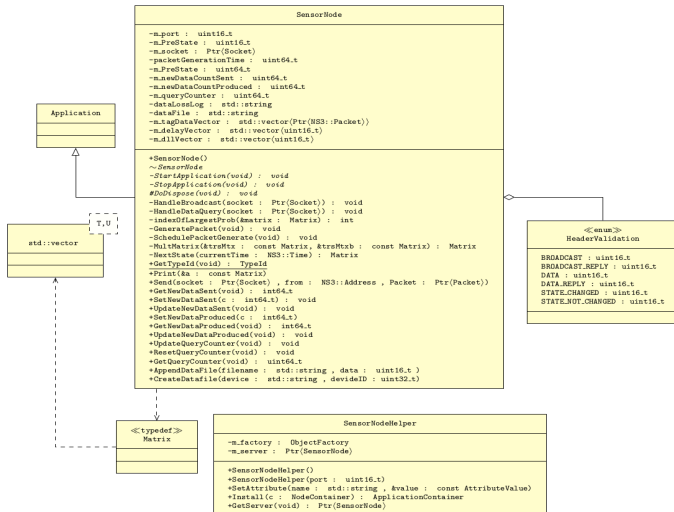 SensorNode
-m_port : uint16_t
-m_PreState : uint16_t
-m_socket : Ptr⟨Socket⟩
-packetGenerationTime : uint64_t
-m_PreState : uint64_t
-m_newDataCountSent : uint64_t
-m_newDataCountProduced : uint64_t
-m_queryCounter : uint64_t
-dataLossLog : std::string
-dataFile : std::string
-m_tagDataVector : std::vector⟨Ptr⟨NS3::Packet⟩⟩
-m_delayVector : std::vector⟨uint16_t⟩
-m_dllVector : std::vector⟨uint16_t⟩
+SensorNode()
~SensorNode
-StartApplication(void) : void
-StopApplication(void) : void
#DoDispose(void) : void
-HandleBroadcast(socket : Ptr⟨Socket⟩) : void
-HandleDataQuery(socket : Ptr⟨Socket⟩) : void
-indexOfLargestProb(&matrix : Matrix) : int
-GeneratePacket(void) : void
-SchedulePacketGenerate(void) : void
-MultMatrix(&trsMtx : const Matrix, &trsMtxb : const Matrix) : Matrix
-NextState(currentTime : NS3::Time) : Matrix
+GetTypeId(void) : TypeId
+Print(&a : const Matrix)
+Send(socket : Ptr⟨Socket⟩ , from : NS3::Address , Packet : Ptr⟨Packet⟩)
+GetNewDataSent(void) : int64_t
+SetNewDataSent(c : int64_t) : void
+UpdateNewDataSent(void) : void
+SetNewDataProduced(c : int64_t)
+GetNewDataProduced(void) : int64_t
+UpdateNewDataProduced(void) : void
+UpdateQueryCounter(void) : void
+ResetQueryCounter(void) : void
+GetQueryCounter(void) : uint64_t
+AppendDataFile(filename : std::string , data : uint16_t )
+CreateDatafile(device : std::string , devideID : uint32_t)
Application
T,U
std::vector
≪enum≫
HeaderValidation
BROADCAST : uint16_t
BROADCAST_REPLY : uint16_t
DATA : uint16_t
DATA_REPLY : uint16_t
STATE_CHANGED : uint16_t
STATE_NOT_CHANGED : uint16_t
≪typedef≫
Matrix
SensorNodeHelper
-m_factory : ObjectFactory
-m_server : Ptr⟨SensorNode⟩
+SensorNodeHelper()
+SensorNodeHelper(port : uint16_t)
+SetAttribute(name : std::string , &value : const AttributeValue)
+Install(c : NodeContainer) : ApplicationContainer
+GetServer(void) : Ptr⟨SensorNode⟩